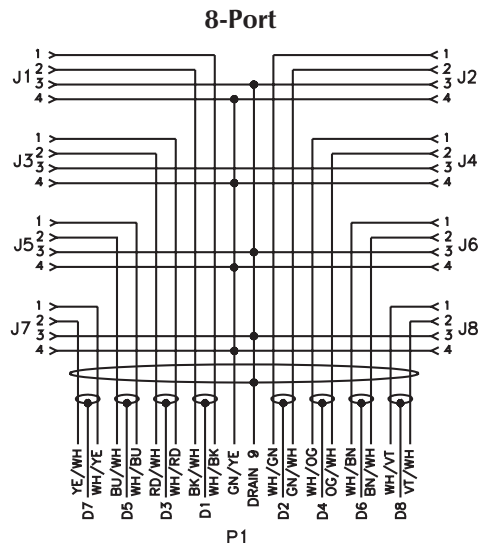 8-Port
1 1
J1 2 2 J2
3 3
4 4
1 1
J3 2 2 J4
3 3
4 4
1 1
J5 2 2 J6
3 3
4 4
1 1
J7 2 2 J8
3 3
4 4
YE/WH
D7
WH/YE
BU/WH
D5
WH/BU
RD/WH
D3
WH/RD
BK/WH
D1
WH/BK
GN/YE
DRAIN 9
WH/GN
D2
GN/WH
WH/OG
D4
OG/WH
WH/BN
D6
BN/WH
WH/VT
D8
VT/WH
P1